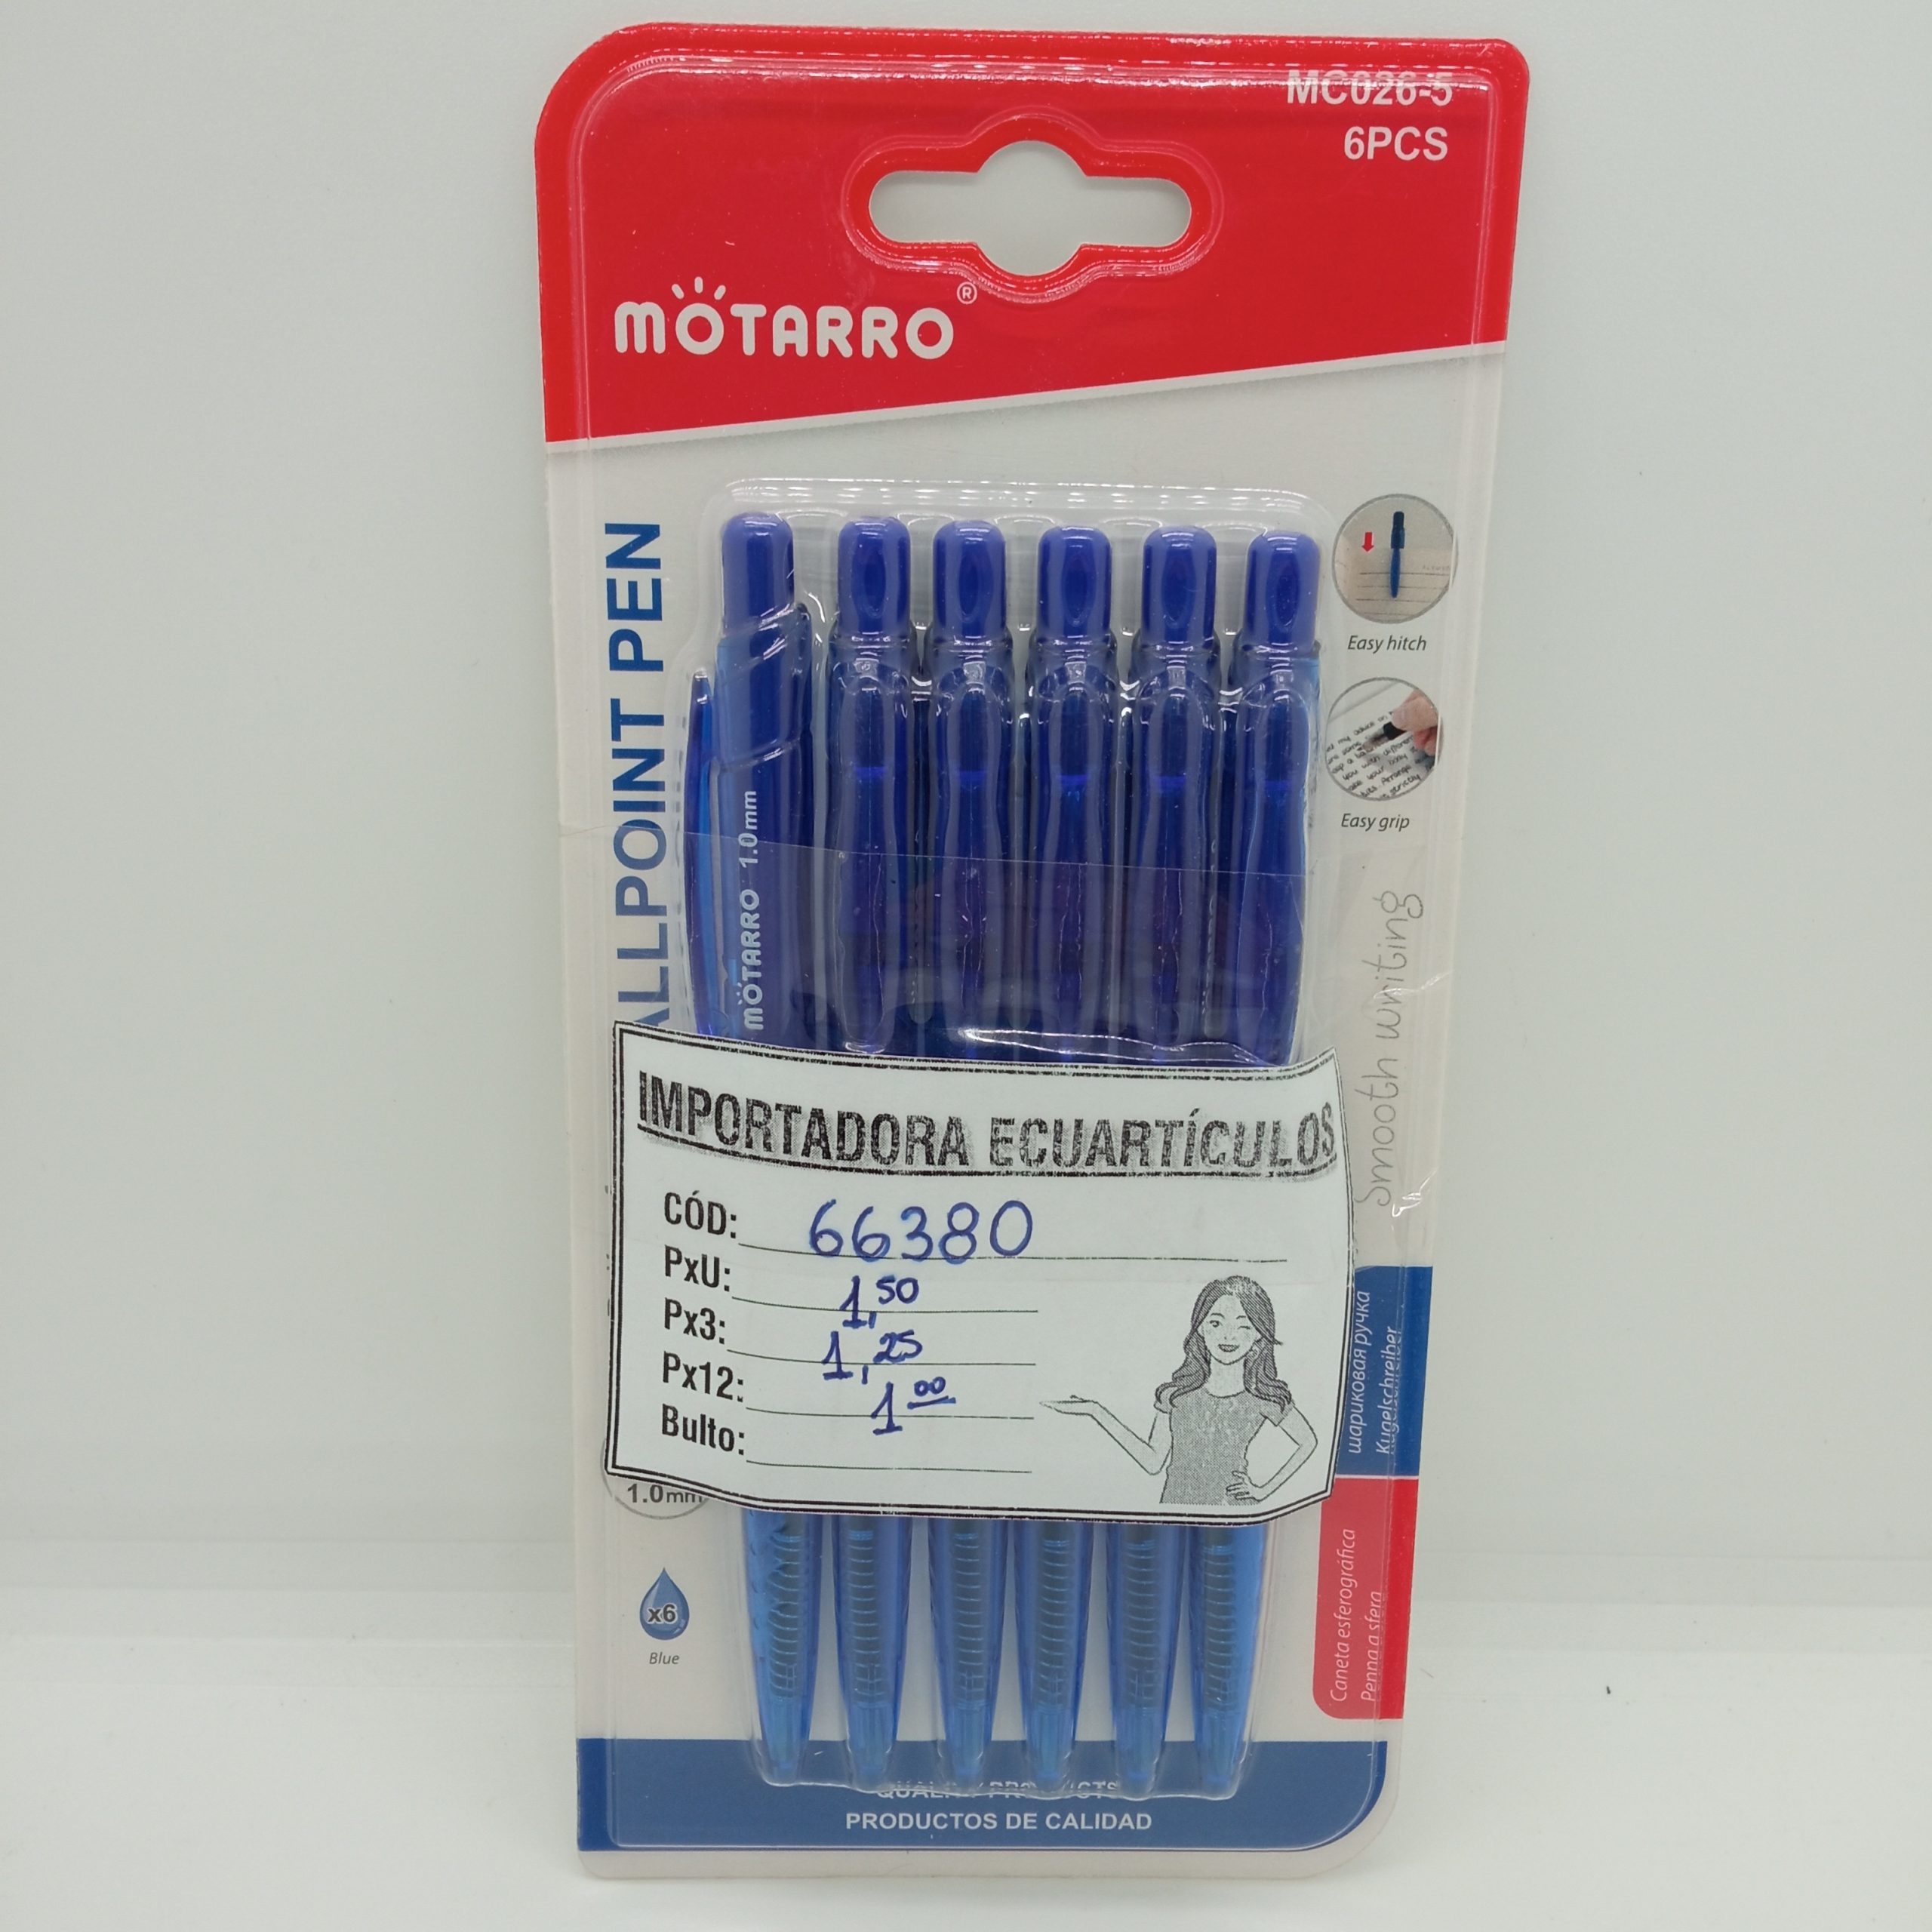 MC026-5
6PCS
MOTARRO®
BALLPOINT PEN
Easy hitch
Easy grip
MOTARRO 1.0mm
Smooth writing
IMPORTADORA ECUARTÍCULOS
CÓD: 66380
PxU: 1,50
Px3: 1,25
Px12: 1 00
Bulto:
шариковая ручка
Kugelschreiber
1.0mm
x6
Blue
Caneta esferográfica
Penna a sfera
QUALITY PRODUCTS
PRODUCTOS DE CALIDAD